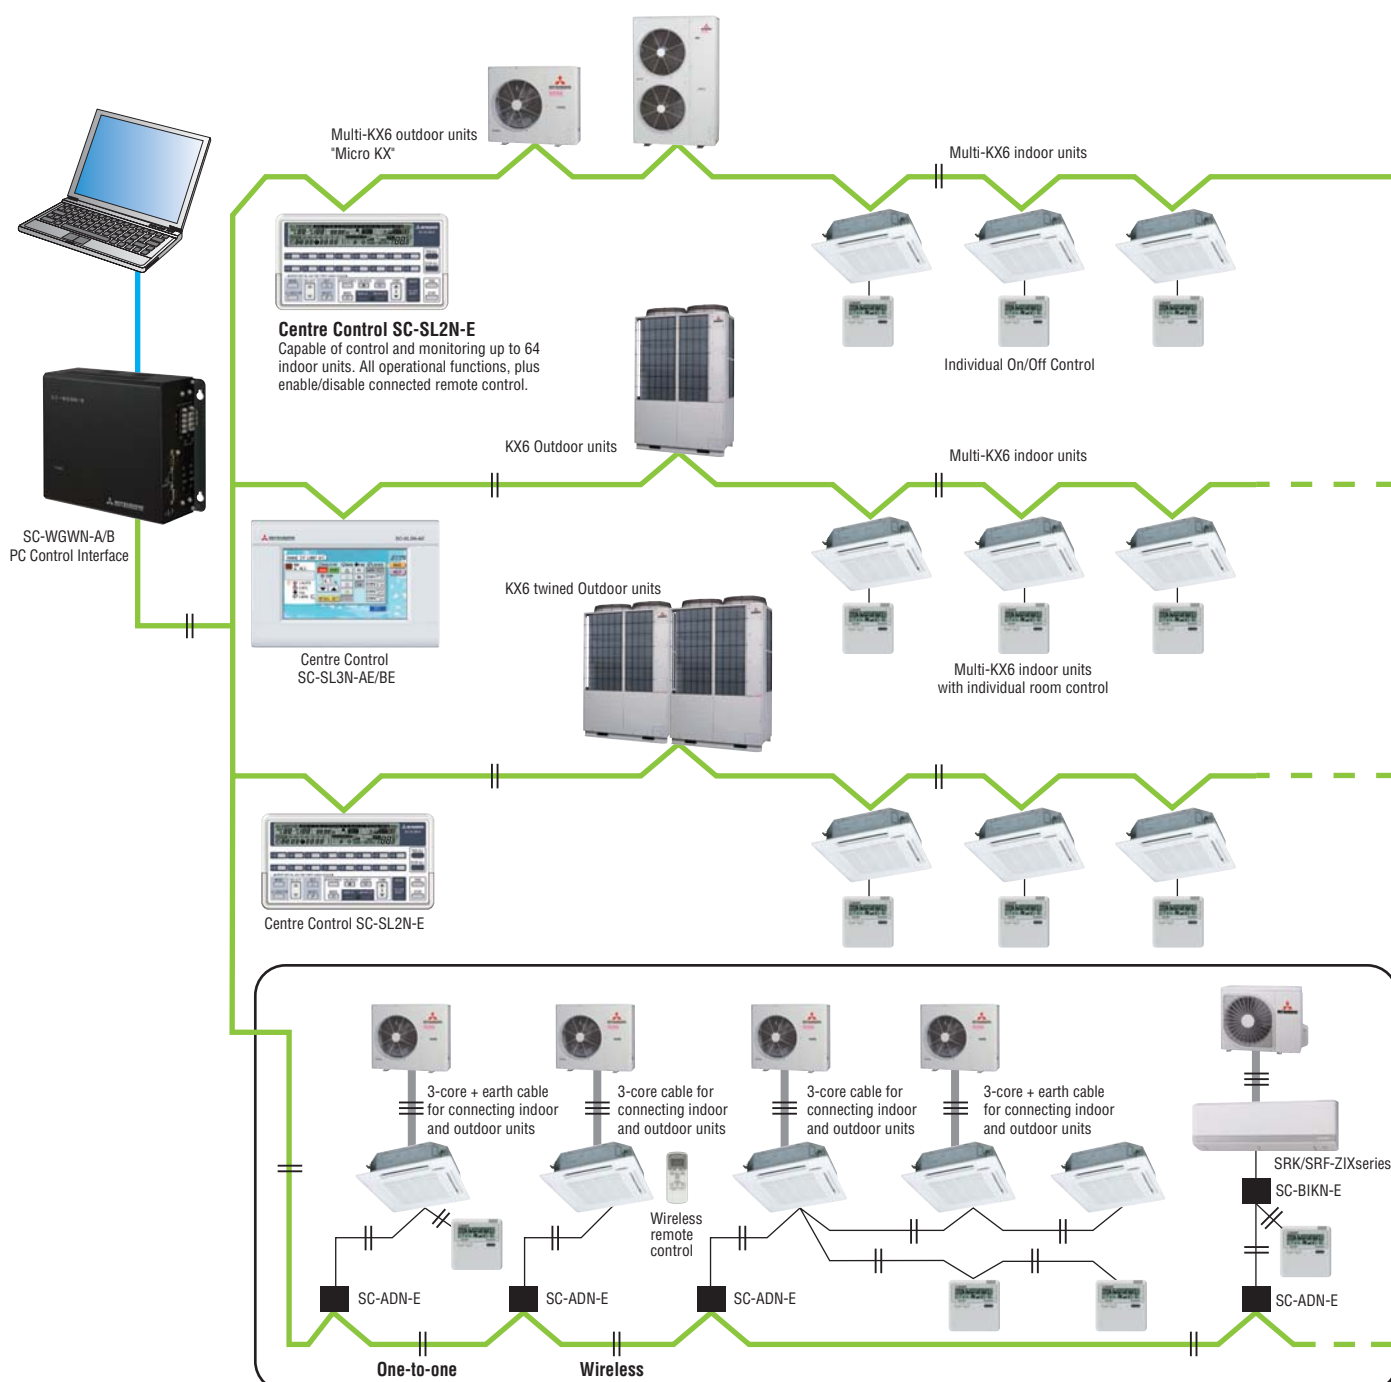 Multi-KX6 outdoor units
"Micro KX"
Multi-KX6 indoor units
Centre Control SC-SL2N-E
Capable of control and monitoring up to 64
indoor units. All operational functions, plus
enable/disable connected remote control.
Individual On/Off Control
KX6 Outdoor units
Multi-KX6 indoor units
SC-WGWN-A/B
PC Control Interface
Centre Control
SC-SL3N-AE/BE
KX6 twined Outdoor units
Multi-KX6 indoor units
with individual room control
Centre Control SC-SL2N-E
3-core + earth cable
for connecting indoor
and outdoor units
3-core cable for
connecting indoor
and outdoor units
3-core cable for
connecting indoor
and outdoor units
3-core + earth cable
for connecting indoor
and outdoor units
SRK/SRF-ZIXseries
SC-BIKN-E
Wireless
remote
control
SC-ADN-E
SC-ADN-E
SC-ADN-E
SC-ADN-E
One-to-one
Wireless